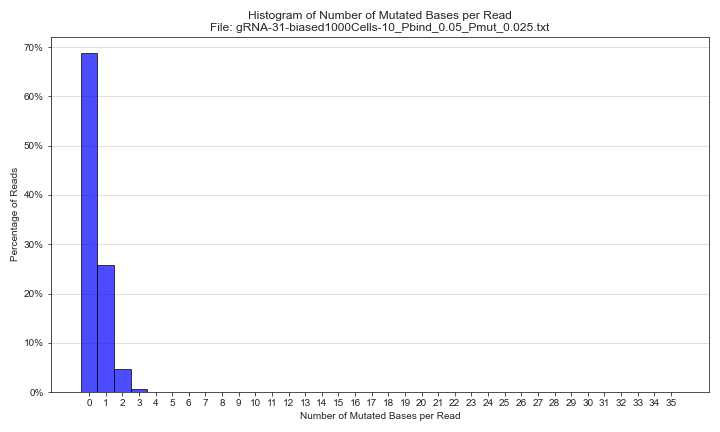 Histogram of Number of Mutated Bases per Read
File: gRNA-31-biased1000Cells-10_Pbind_0.05_Pmut_0.025.txt
70%
60%
50%
40%
30%
20%
10%
0%
Percentage of Reads
0 1 2 3 4 5 6 7 8 9 10 11 12 13 14 15 16 17 18 19 20 21 22 23 24 25 26 27 28 29 30 31 32 33 34 35
Number of Mutated Bases per Read